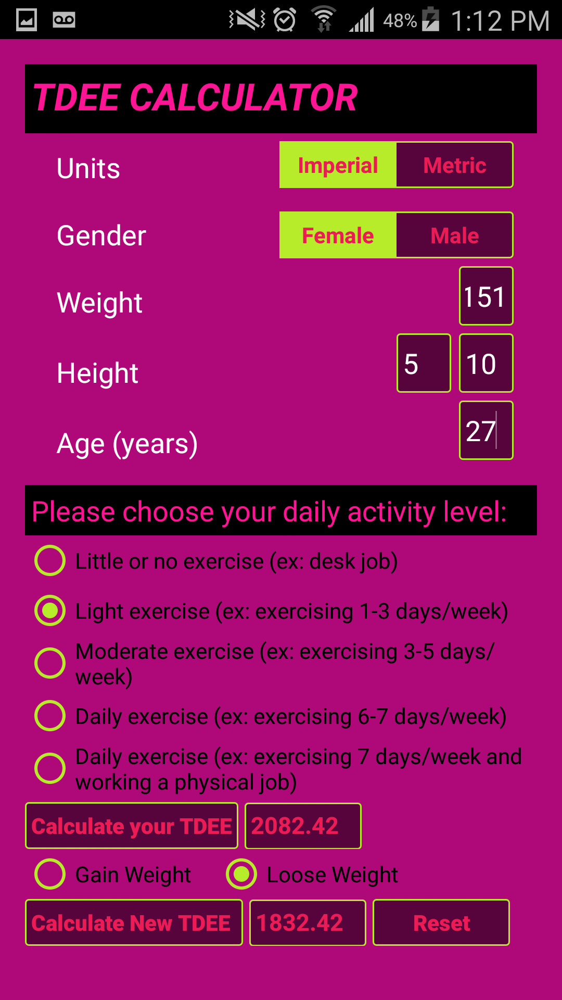 48% 1:12 PM
TDEE CALCULATOR
Units Imperial Metric
Gender Female Male
Weight 151
Height 5 10
Age (years) 27
Please choose your daily activity level:
Little or no exercise (ex: desk job)
Light exercise (ex: exercising 1-3 days/week)
Moderate exercise (ex: exercising 3-5 days/
week)
Daily exercise (ex: exercising 6-7 days/week)
Daily exercise (ex: exercising 7 days/week and
working a physical job)
Calculate your TDEE 2082.42
Gain Weight Loose Weight
Calculate New TDEE 1832.42 Reset